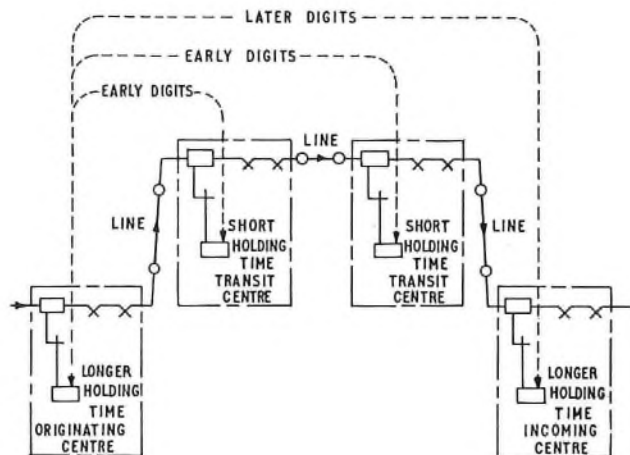 LATER DIGITS
EARLY DIGITS
EARLY DIGITS
LINE
LINE
SHORT
HOLDING
TIME
TRANSIT
CENTRE
SHORT
HOLDING
TIME
TRANSIT
CENTRE
LINE
LONGER
HOLDING
TIME
ORIGINATING
CENTRE
LONGER
HOLDING
TIME
INCOMING
CENTRE